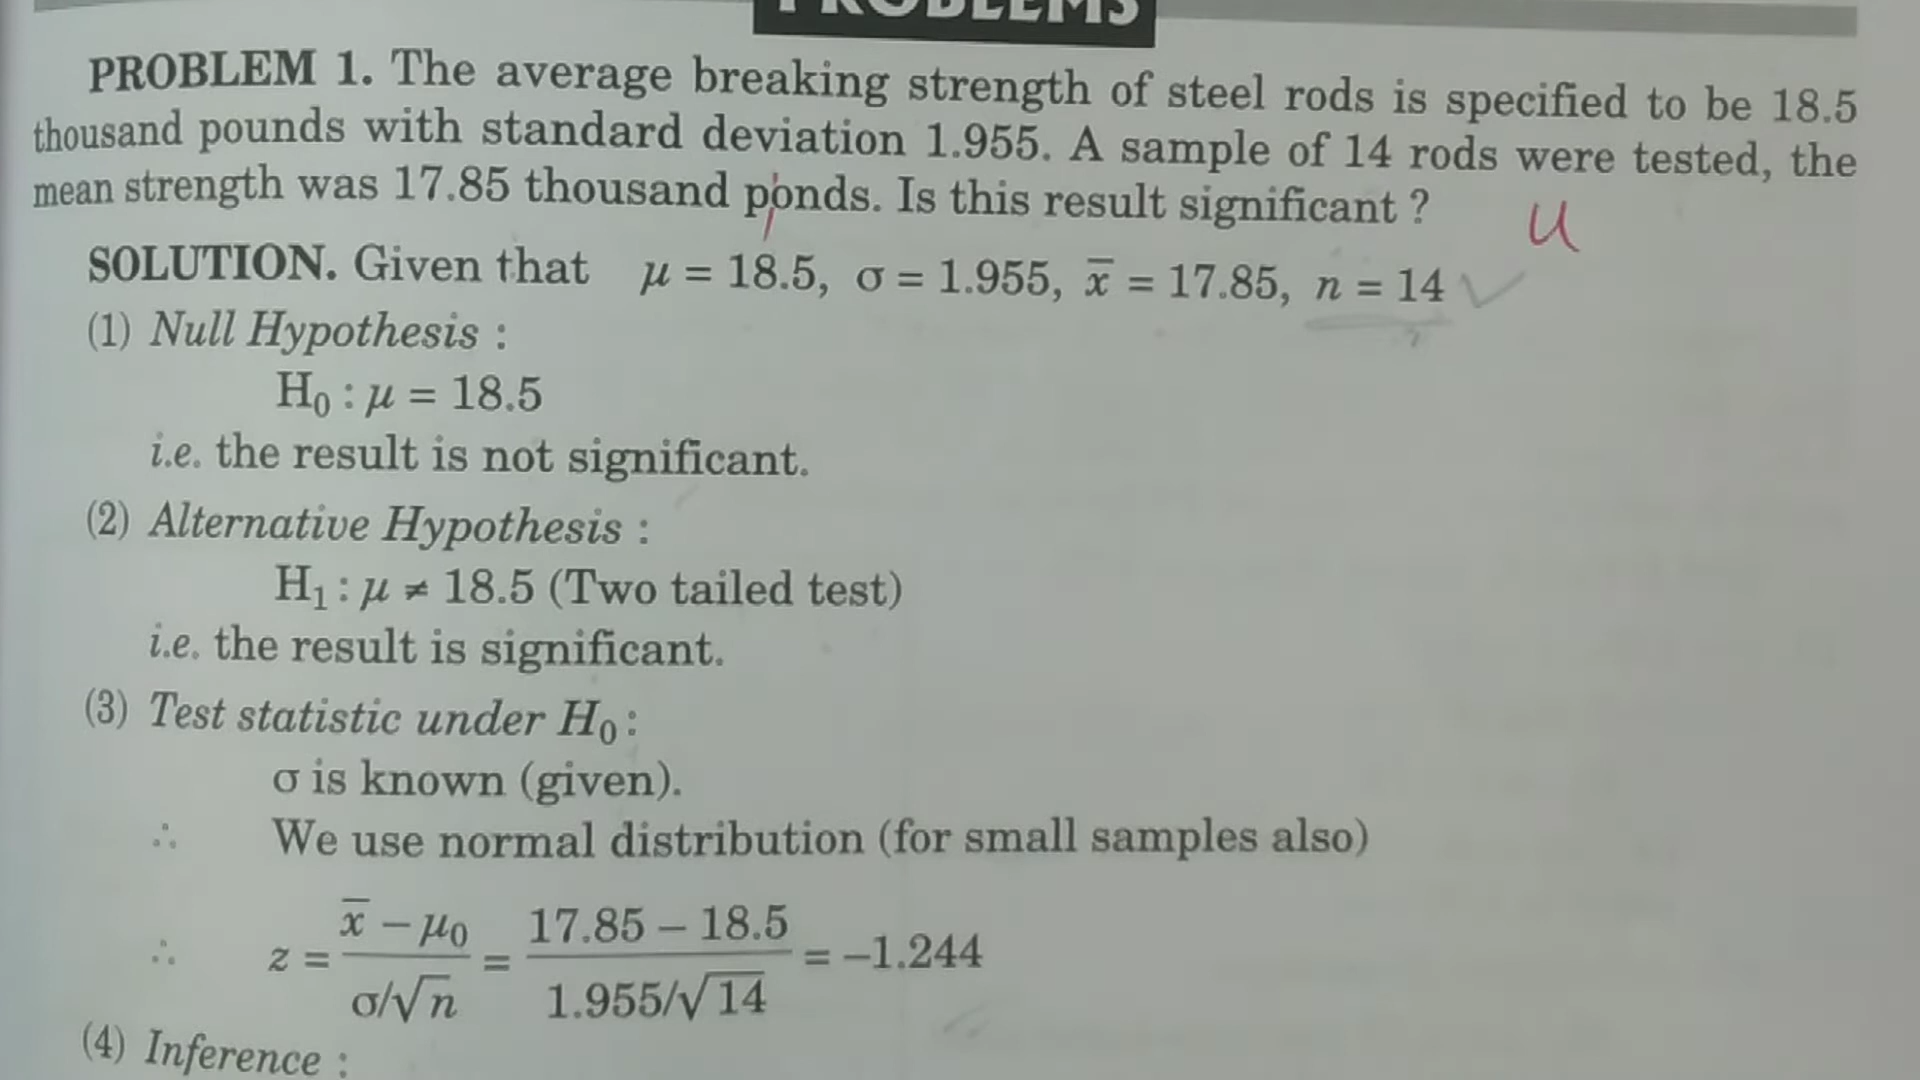 PROBLEMS
PROBLEM 1. The average breaking strength of steel rods is specified to be 18.5
thousand pounds with standard deviation 1.955. A sample of 14 rods were tested, the
mean strength was 17.85 thousand ponds. Is this result significant ?
u
SOLUTION. Given that μ = 18.5, σ = 1.955, x̅ = 17.85, n = 14
(1) Null Hypothesis :
H₀ : μ = 18.5
i.e. the result is not significant.
(2) Alternative Hypothesis :
H₁ : μ ≠ 18.5 (Two tailed test)
i.e. the result is significant.
(3) Test statistic under H₀ :
σ is known (given).
∴ We use normal distribution (for small samples also)
∴ z = (x̅ – μ₀)/(σ/√n) = (17.85 – 18.5)/(1.955/√14) = –1.244
(4) Inference :